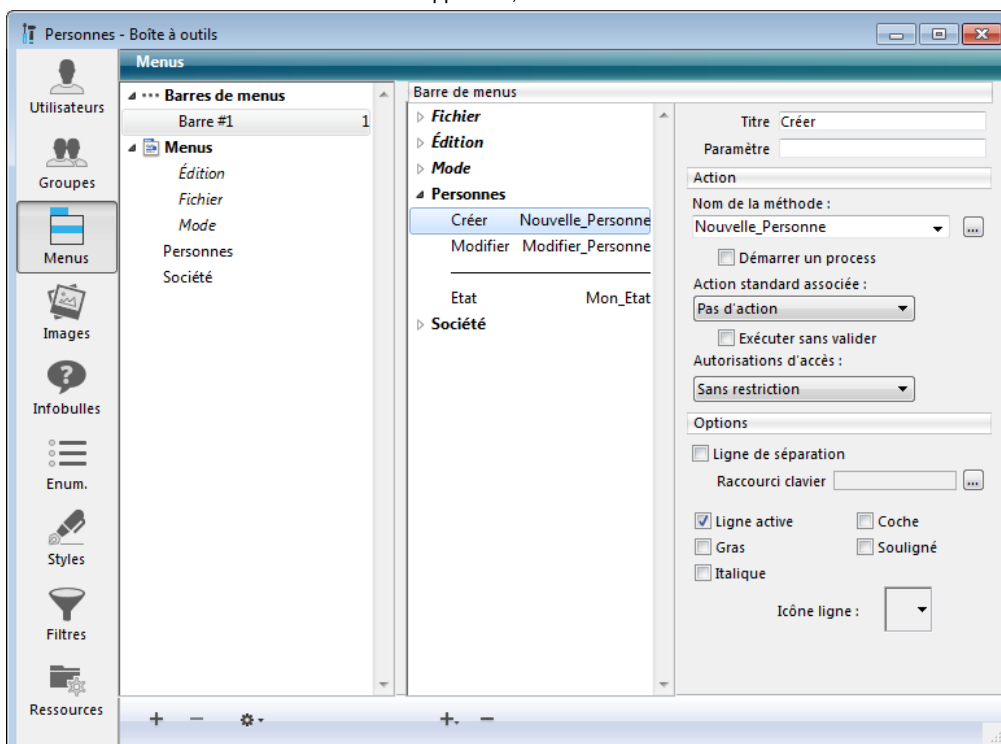 Personnes - Boîte à outils
Utilisateurs
Groupes
Menus
Images
Infobulles
Enum.
Styles
Filtres
Ressources
Menus
Barres de menus
Barre #1 1
Menus
Édition
Fichier
Mode
Personnes
Société
Barre de menus
Fichier
Édition
Mode
Personnes
Créer Nouvelle_Personne
Modifier Modifier_Personne
Etat Mon_Etat
Société
Titre Créer
Paramètre
Action
Nom de la méthode :
Nouvelle_Personne ...
Démarrer un process
Action standard associée :
Pas d'action
Exécuter sans valider
Autorisations d'accès :
Sans restriction
Options
Ligne de séparation
Raccourci clavier ...
Ligne active Coche
Gras Souligné
Italique
Icône ligne :